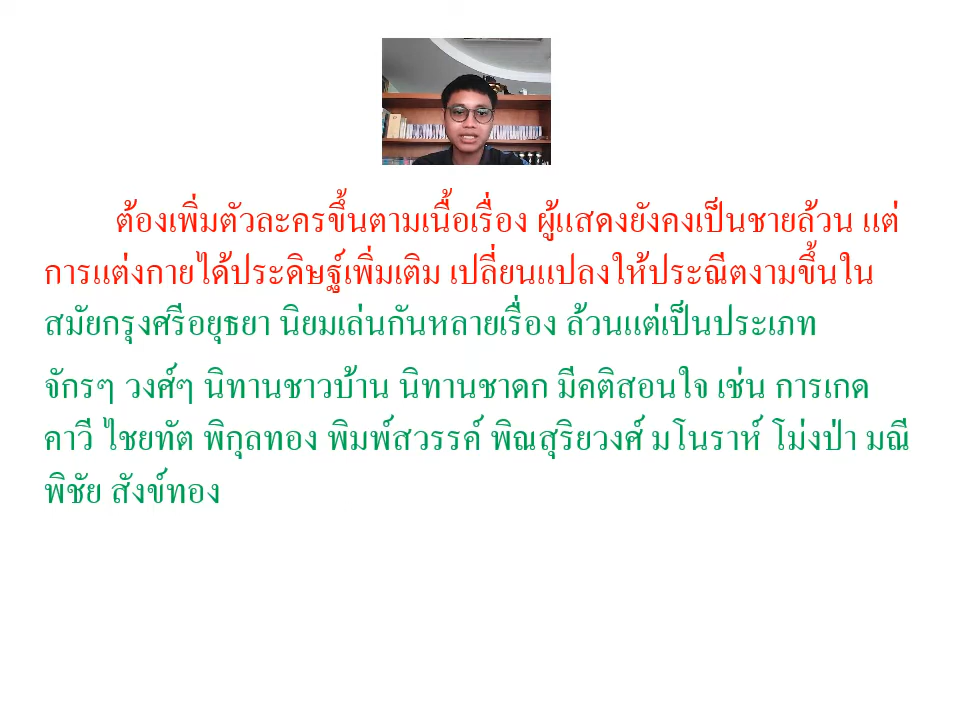 ต้องเพิ่มตัวละครขึ้นตามเนื้อเรื่อง ผู้แสดงยังคงเป็นชายล้วน แต่
การแต่งกายได้ประดิษฐ์เพิ่มเติม เปลี่ยนแปลงให้ประณีตงามขึ้นใน
สมัยกรุงศรีอยุธยา นิยมเล่นกันหลายเรื่อง ล้วนแต่เป็นประเภท
จักรๆ วงศ์ๆ นิทานชาวบ้าน นิทานชาดก มีคติสอนใจ เช่น การเกด
คาวี ไชยทัต พิกุลทอง พิมพ์สวรรค์ พิณสุริยวงศ์ มโนราห์ โม่งป่า มณี
พิชัย สังข์ทอง